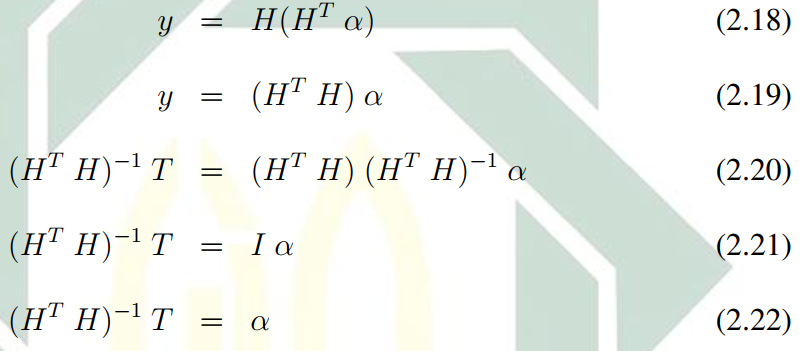 y = H(H^T α) (2.18)
y = (H^T H) α (2.19)
(H^T H)^{-1} T = (H^T H) (H^T H)^{-1} α (2.20)
(H^T H)^{-1} T = I α (2.21)
(H^T H)^{-1} T = α (2.22)